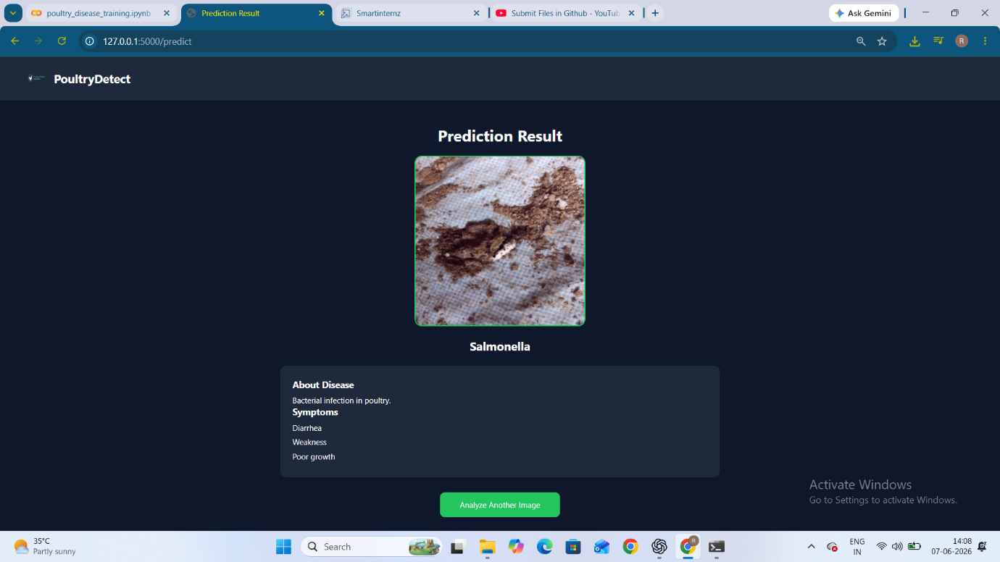 poultry_disease_training.ipynb
Prediction Result
Smartinternz
Submit Files in Github - YouTub
Ask Gemini
127.0.0.1:5000/predict
R
PoultryDetect
Prediction Result
Salmonella
About Disease
Bacterial infection in poultry.
Symptoms
Diarrhea
Weakness
Poor growth
Analyze Another Image
Activate Windows
Go to Settings to activate Windows.
35°C
Partly sunny
Search
R
ENG
IN
14:08
07-06-2026